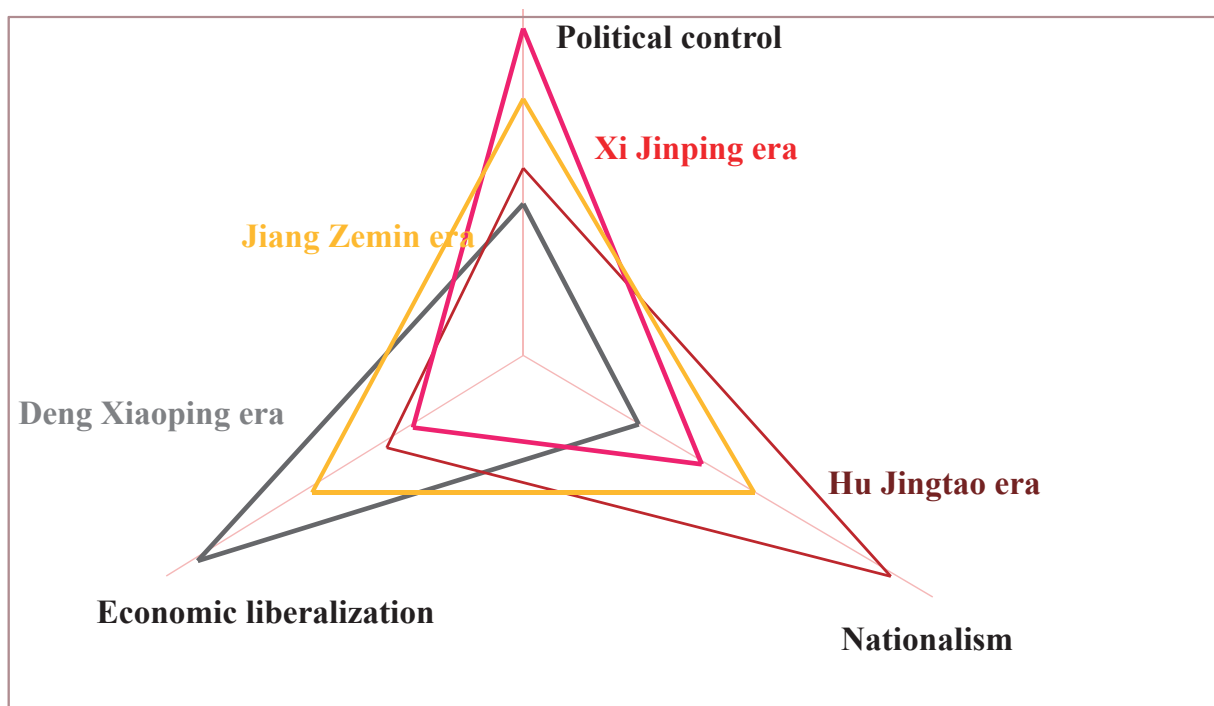 Political control
Xi Jinping era
Jiang Zemin era
Deng Xiaoping era
Hu Jingtao era
Economic liberalization
Nationalism